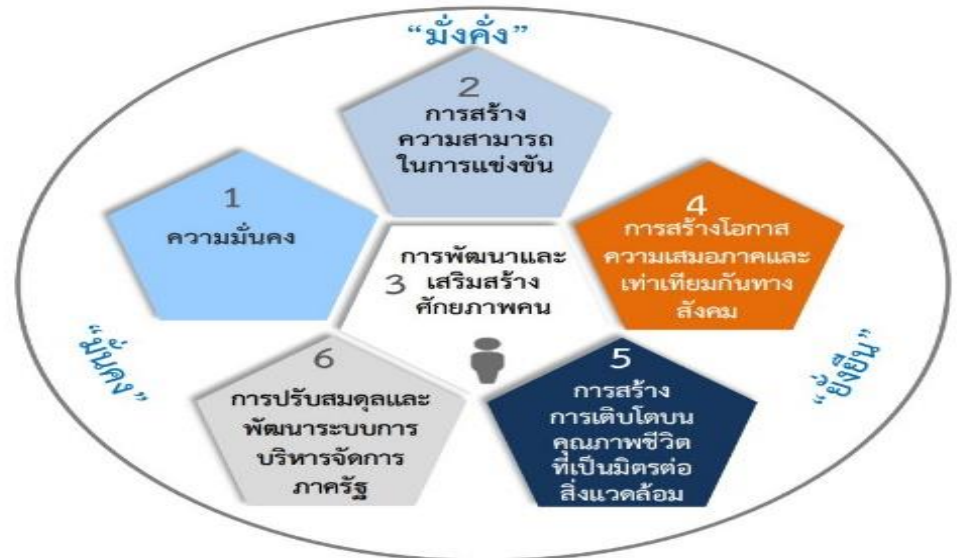 “มั่งคั่ง”
2
การสร้าง
ความสามารถ
ในการแข่งขัน
1
ความมั่นคง
4
การสร้างโอกาส
ความเสมอภาคและ
เท่าเทียมกันทาง
สังคม
การพัฒนาและ
3 เสริมสร้าง
ศักยภาพคน
“มั่นคง”
“ยั่งยืน”
6
การปรับสมดุลและ
พัฒนาระบบการ
บริหารจัดการ
ภาครัฐ
5
การสร้าง
การเติบโตบน
คุณภาพชีวิต
ที่เป็นมิตรต่อ
สิ่งแวดล้อม